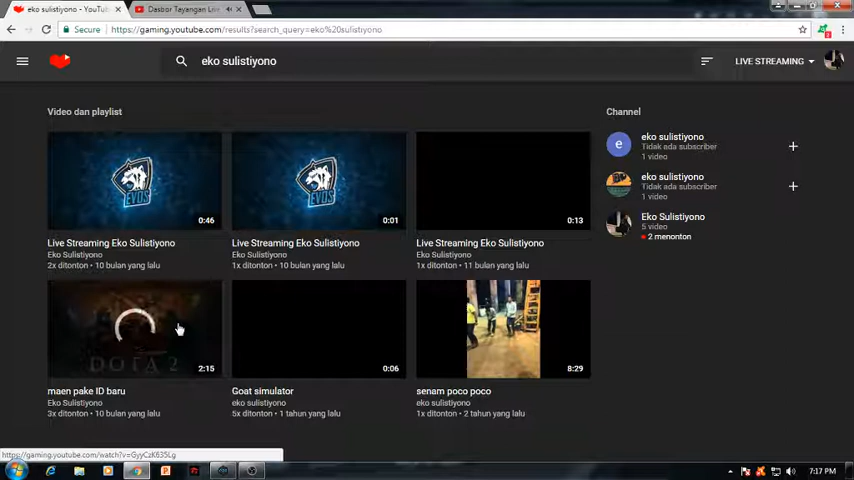 eko sulistiyono - YouTub
Dasbor Tayangan Live
Secure
https://gaming.youtube.com/results?search_query=eko%20sulistiyono
eko sulistiyono
LIVE STREAMING
Video dan playlist
EVOS
0:46
EVOS
0:01
0:13
Live Streaming Eko Sulistiyono
Eko Sulistiyono
2x ditonton • 10 bulan yang lalu
Live Streaming Eko Sulistiyono
Eko Sulistiyono
1x ditonton • 10 bulan yang lalu
Live Streaming Eko Sulistiyono
Eko Sulistiyono
1x ditonton • 11 bulan yang lalu
DOTA 2
2:15
0:06
8:29
maen pake ID baru
Eko Sulistiyono
3x ditonton • 10 bulan yang lalu
Goat simulator
eko sulistiyono
5x ditonton • 1 tahun yang lalu
senam poco poco
eko sulistiyono
1x ditonton • 2 tahun yang lalu
Channel
e
eko sulistiyono
Tidak ada subscriber
1 video
eko sulistiyono
Tidak ada subscriber
1 video
Eko Sulistiyono
5 video
2 menonton
https://gaming.youtube.com/watch?v=GyyCzK635Lg
7:17 PM